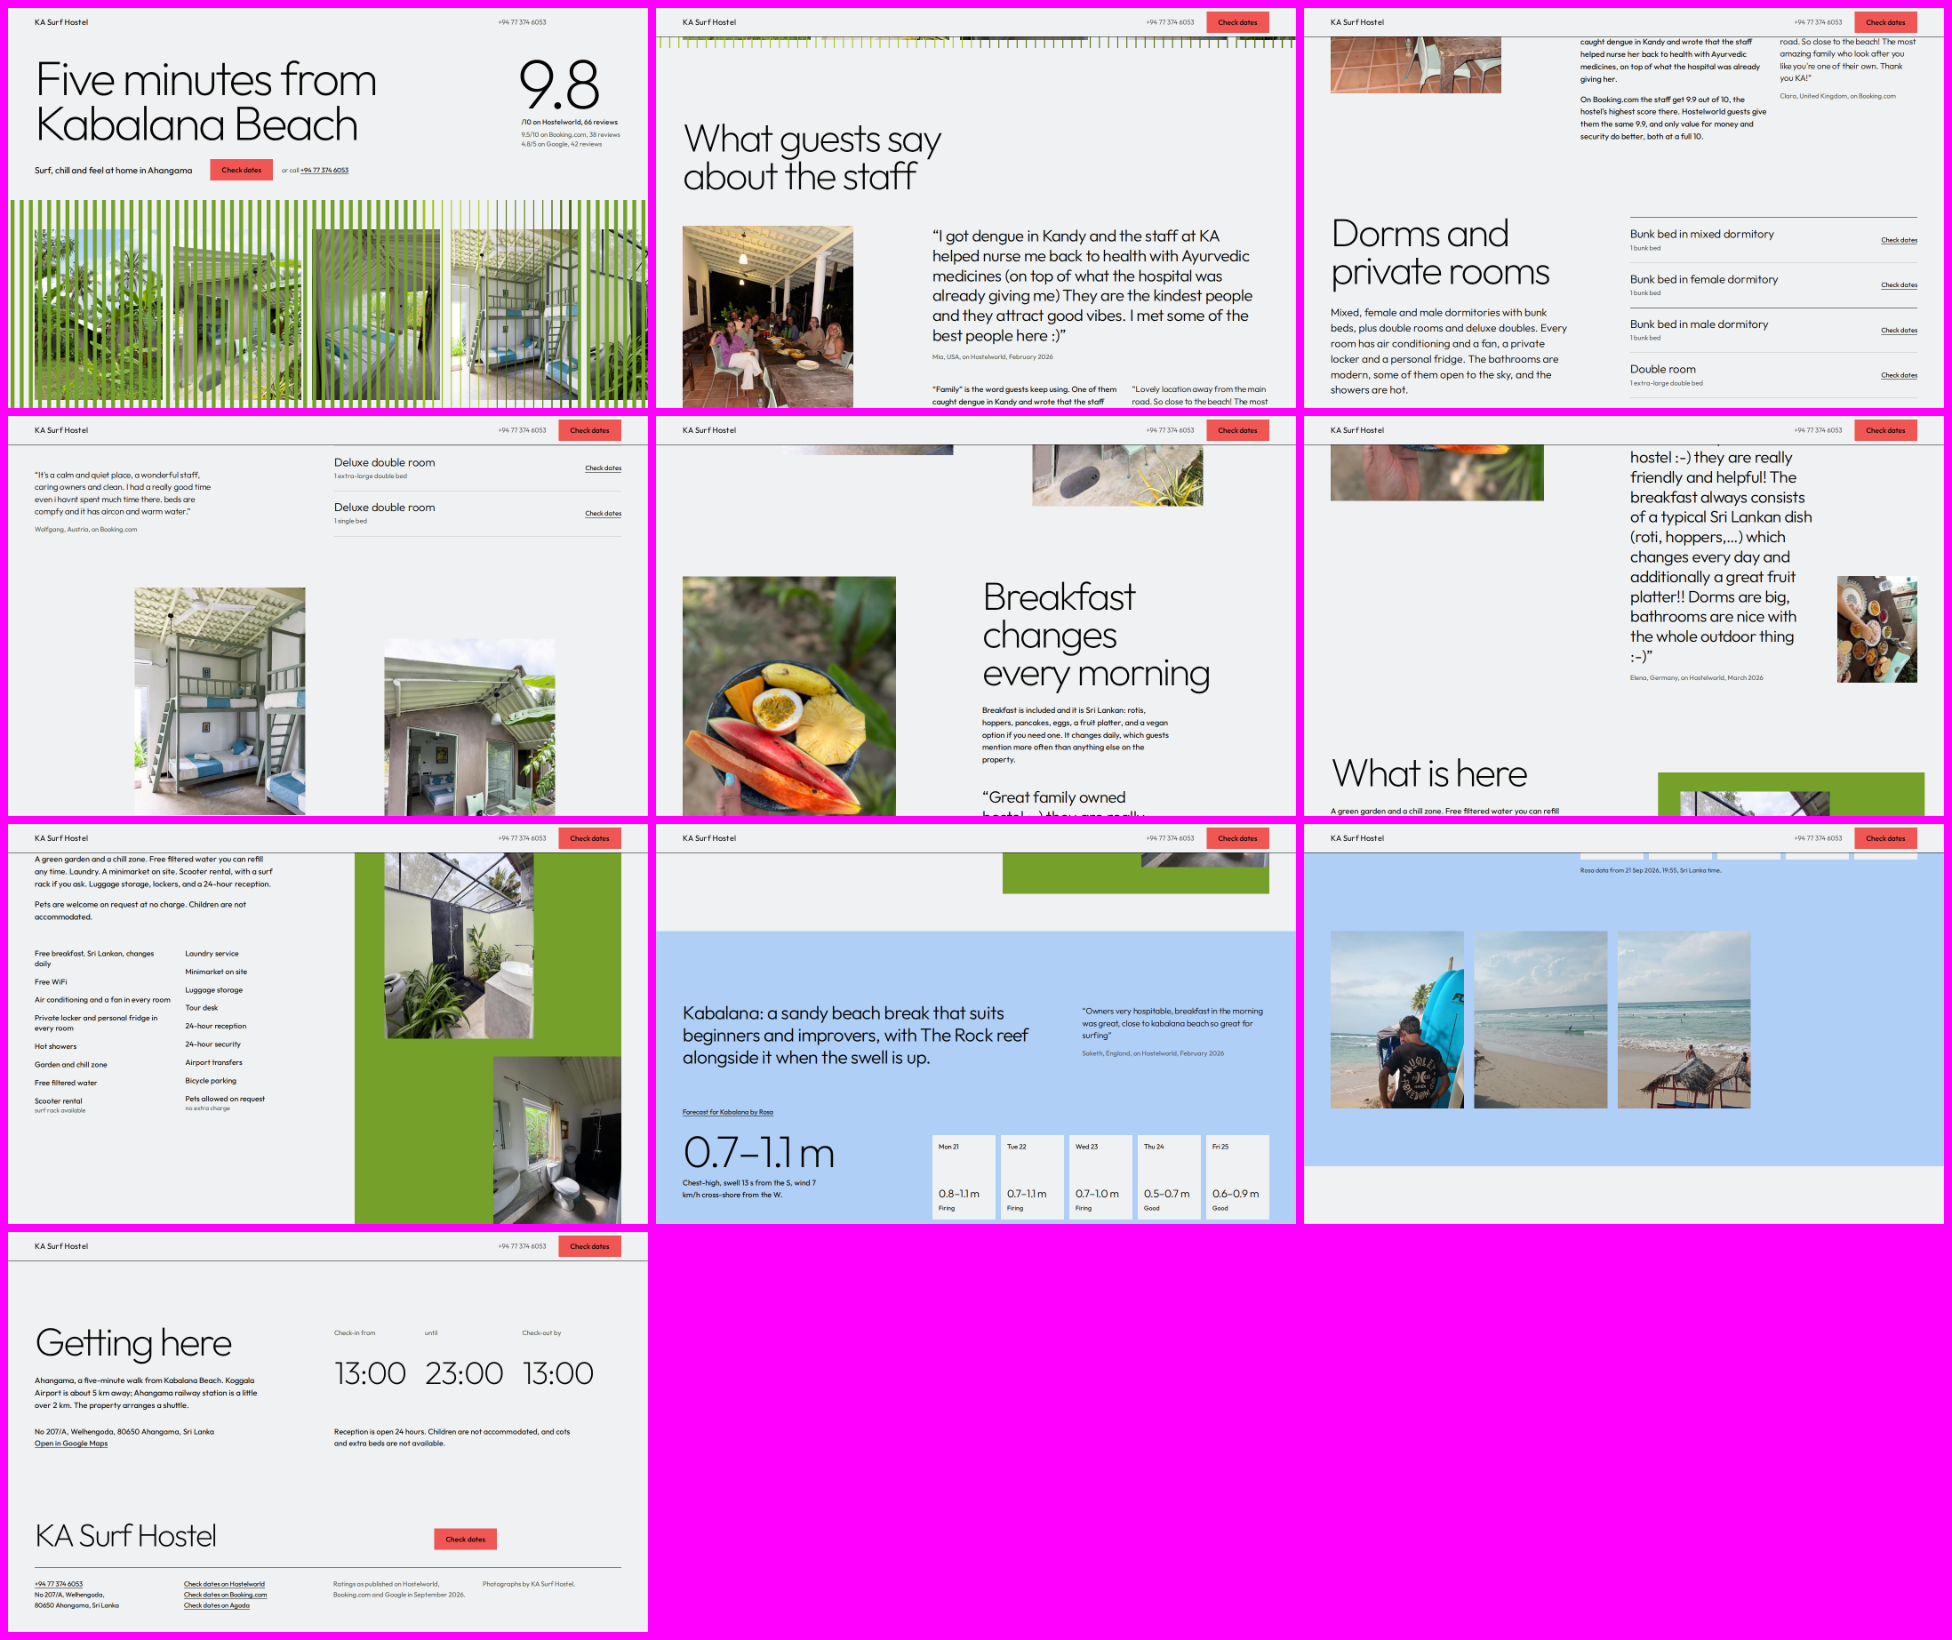 KA Surf Hostel
+94 77 374 6053
Five minutes from
Kabalana Beach
9.8
/10 on Hostelworld, 66 reviews
9.5/10 on Booking.com, 38 reviews
4.8/5 on Google, 42 reviews
Surf, chill and feel at home in Ahangama
Check dates
or call +94 77 374 6053
KA Surf Hostel
+94 77 374 6053
Check dates
What guests say
about the staff
“I got dengue in Kandy and the staff at KA
helped nurse me back to health with Ayurvedic
medicines (on top of what the hospital was
already giving me) They are the kindest people
and they attract good vibes. I met some of the
best people here :)”
Mia, USA, on Hostelworld, February 2026
“Family” is the word guests keep using. One of them
caught dengue in Kandy and wrote that the staff
“Lovely location away from the main
road. So close to the beach! The most
KA Surf Hostel
+94 77 374 6053
Check dates
caught dengue in Kandy and wrote that the staff
helped nurse her back to health with Ayurvedic
medicines, on top of what the hospital was already
giving her.
On Booking.com the staff get 9.9 out of 10, the
hostel's highest score there. Hostelworld guests give
them the same 9.9, and only value for money and
security do better, both at a full 10.
road. So close to the beach! The most
amazing family who look after you
like you're one of their own. Thank
you KA!”
Clara, United Kingdom, on Booking.com
Dorms and
private rooms
Mixed, female and male dormitories with bunk
beds, plus double rooms and deluxe doubles. Every
room has air conditioning and a fan, a private
locker and a personal fridge. The bathrooms are
modern, some of them open to the sky, and the
showers are hot.
Bunk bed in mixed dormitory
1 bunk bed
Check dates
Bunk bed in female dormitory
1 bunk bed
Check dates
Bunk bed in male dormitory
1 bunk bed
Check dates
Double room
1 extra-large double bed
Check dates
KA Surf Hostel
+94 77 374 6053
Check dates
“It's a calm and quiet place, a wonderful staff,
caring owners and clean. I had a really good time
even i havnt spent much time there. beds are
compfy and it has aircon and warm water.”
Wolfgang, Austria, on Booking.com
Deluxe double room
1 extra-large double bed
Check dates
Deluxe double room
1 single bed
Check dates
KA Surf Hostel
+94 77 374 6053
Check dates
Breakfast
changes
every morning
Breakfast is included and it is Sri Lankan: rotis,
hoppers, pancakes, eggs, a fruit platter, and a vegan
option if you need one. It changes daily, which guests
mention more often than anything else on the
property.
“Great family owned
hostel :-) they are really
KA Surf Hostel
+94 77 374 6053
Check dates
hostel :-) they are really
friendly and helpful! The
breakfast always consists
of a typical Sri Lankan dish
(roti, hoppers,...) which
changes every day and
additionally a great fruit
platter!! Dorms are big,
bathrooms are nice with
the whole outdoor thing
:-)”
Elena, Germany, on Hostelworld, March 2026
What is here
A green garden and a chill zone. Free filtered water you can refill
KA Surf Hostel
+94 77 374 6053
Check dates
A green garden and a chill zone. Free filtered water you can refill
any time. Laundry. A minimarket on site. Scooter rental, with a surf
rack if you ask. Luggage storage, lockers, and a 24-hour reception.
Pets are welcome on request at no charge. Children are not
accommodated.
Free breakfast, Sri Lankan, changes
daily
Free WiFi
Air conditioning and a fan in every room
Private locker and personal fridge in
every room
Hot showers
Garden and chill zone
Free filtered water
Scooter rental
surf rack available
Laundry service
Minimarket on site
Luggage storage
Tour desk
24-hour reception
24-hour security
Airport transfers
Bicycle parking
Pets allowed on request
no extra charge
KA Surf Hostel
+94 77 374 6053
Check dates
Kabalana: a sandy beach break that suits
beginners and improvers, with The Rock reef
alongside it when the swell is up.
“Owners very hospitable, breakfast in the morning
was great, close to kabalana beach so great for
surfing”
Saketh, England, on Hostelworld, February 2026
Forecast for Kabalana by Rosa
0.7–1.1 m
Chest-high, swell 13 s from the S, wind 7
km/h cross-shore from the W.
Mon 21
0.8–1.1 m
Firing
Tue 22
0.7–1.1 m
Firing
Wed 23
0.7–1.0 m
Firing
Thu 24
0.5–0.7 m
Good
Fri 25
0.6–0.9 m
Good
KA Surf Hostel
+94 77 374 6053
Check dates
Rosa data from 21 Sep 2026, 19:55, Sri Lanka time.
KA Surf Hostel
+94 77 374 6053
Check dates
Getting here
Ahangama, a five-minute walk from Kabalana Beach. Koggala
Airport is about 5 km away; Ahangama railway station is a little
over 2 km. The property arranges a shuttle.
No 207/A, Welhengoda, 80650 Ahangama, Sri Lanka
Open in Google Maps
Check-in from
until
Check-out by
13:00
23:00
13:00
Reception is open 24 hours. Children are not accommodated, and cots
and extra beds are not available.
KA Surf Hostel
Check dates
+94 77 374 6053
No 207/A, Welhengoda,
80650 Ahangama, Sri Lanka
Check dates on Hostelworld
Check dates on Booking.com
Check dates on Agoda
Ratings as published on Hostelworld,
Booking.com and Google in September 2026.
Photographs by KA Surf Hostel.